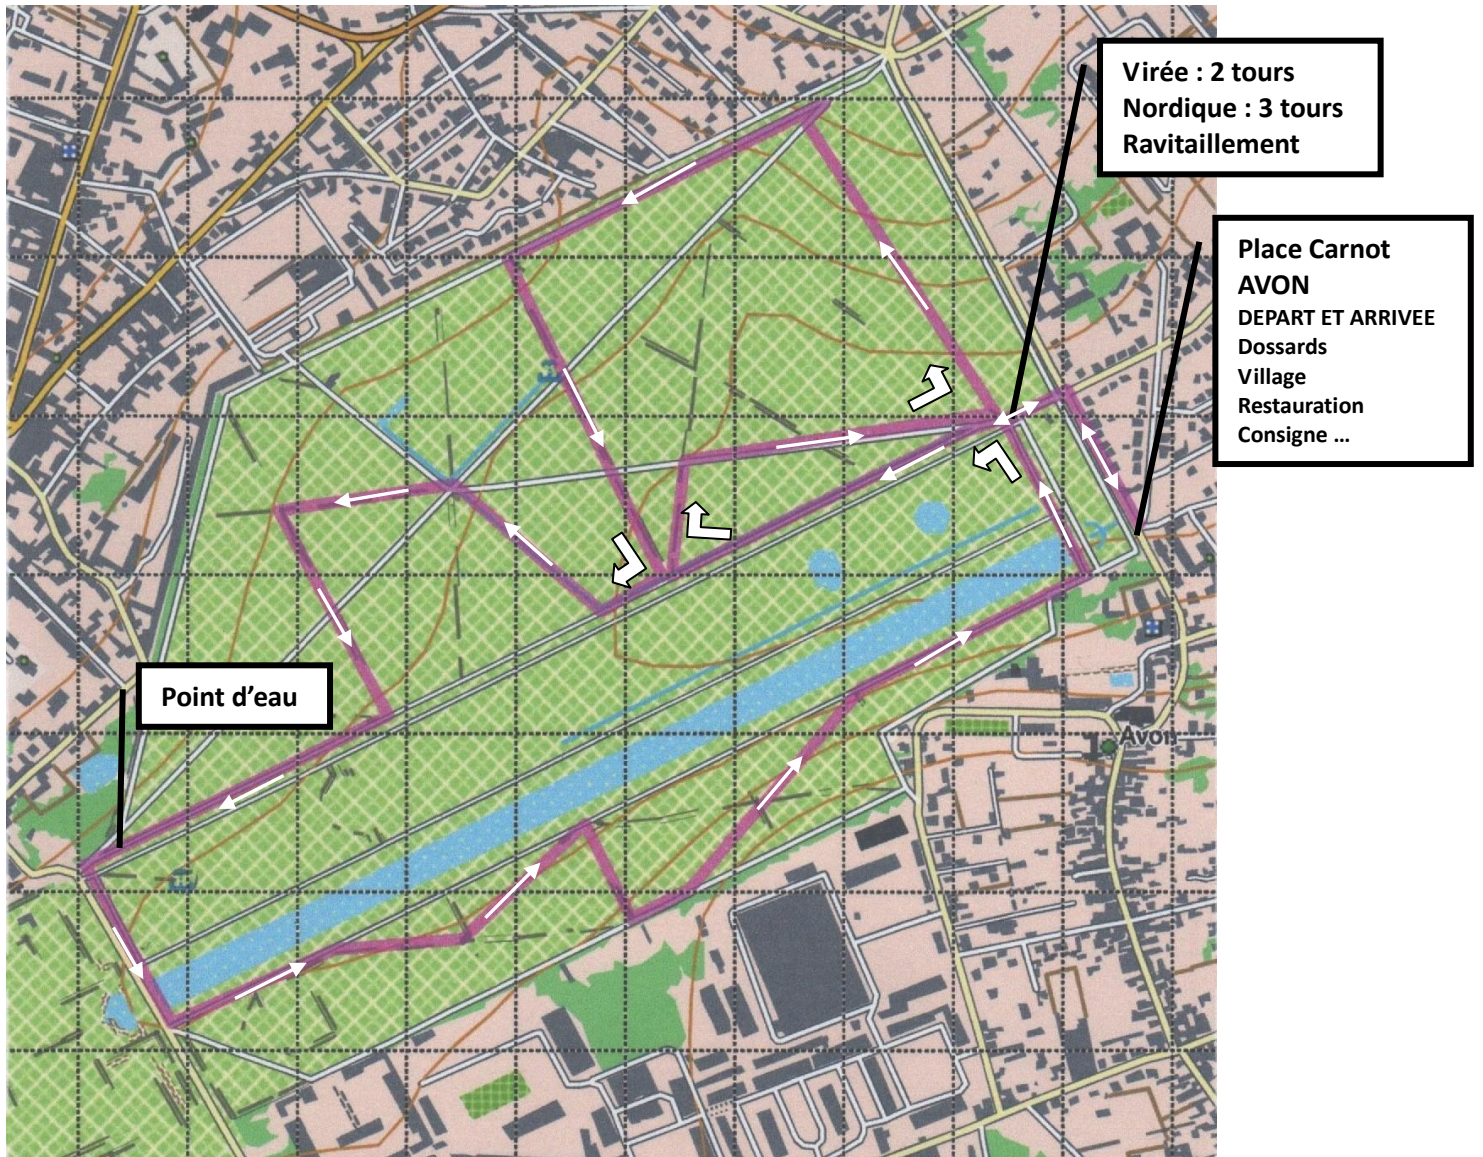 Virée : 2 tours
Nordique : 3 tours
Ravitaillement
Place Carnot
AVON
DEPART ET ARRIVEE
Dossards
Village
Restauration
Consigne ...
Point d'eau
Avon